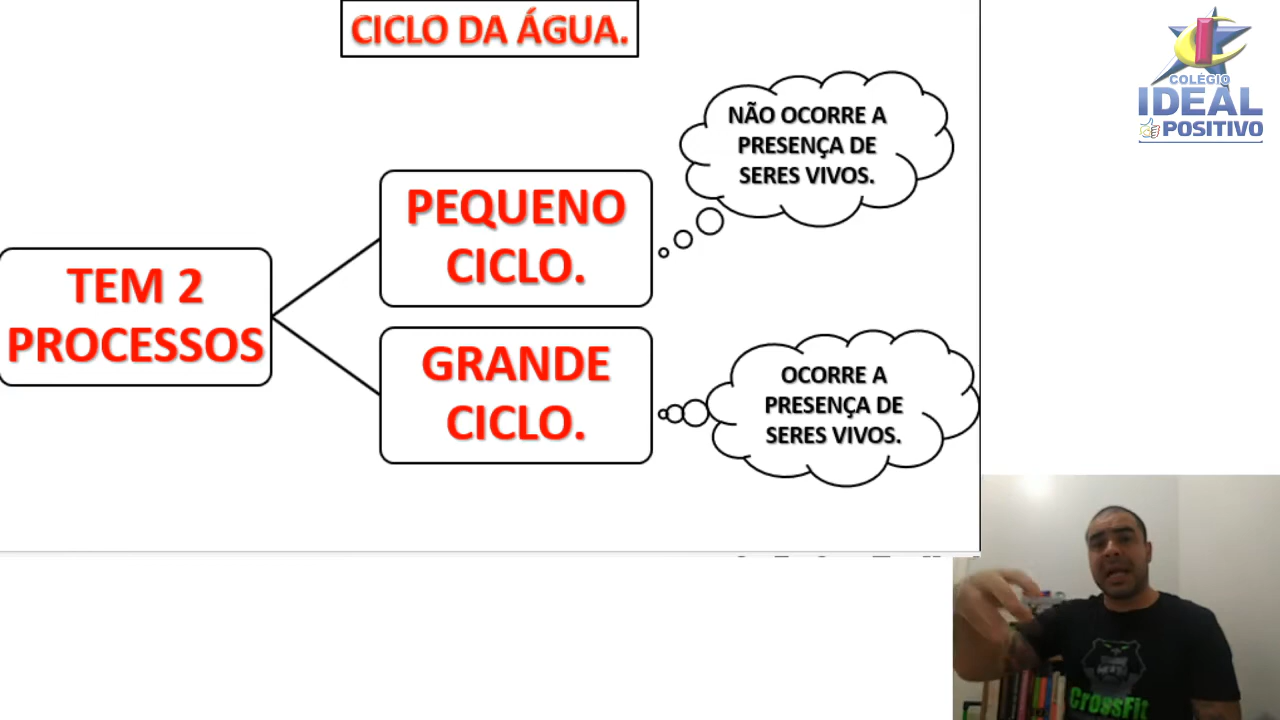 CICLO DA ÁGUA.
COLÉGIO
IDEAL
POSITIVO
NÃO OCORRE A
PRESENÇA DE
SERES VIVOS.
PEQUENO
CICLO.
TEM 2
PROCESSOS
GRANDE
CICLO.
OCORRE A
PRESENÇA DE
SERES VIVOS.
CrossFit